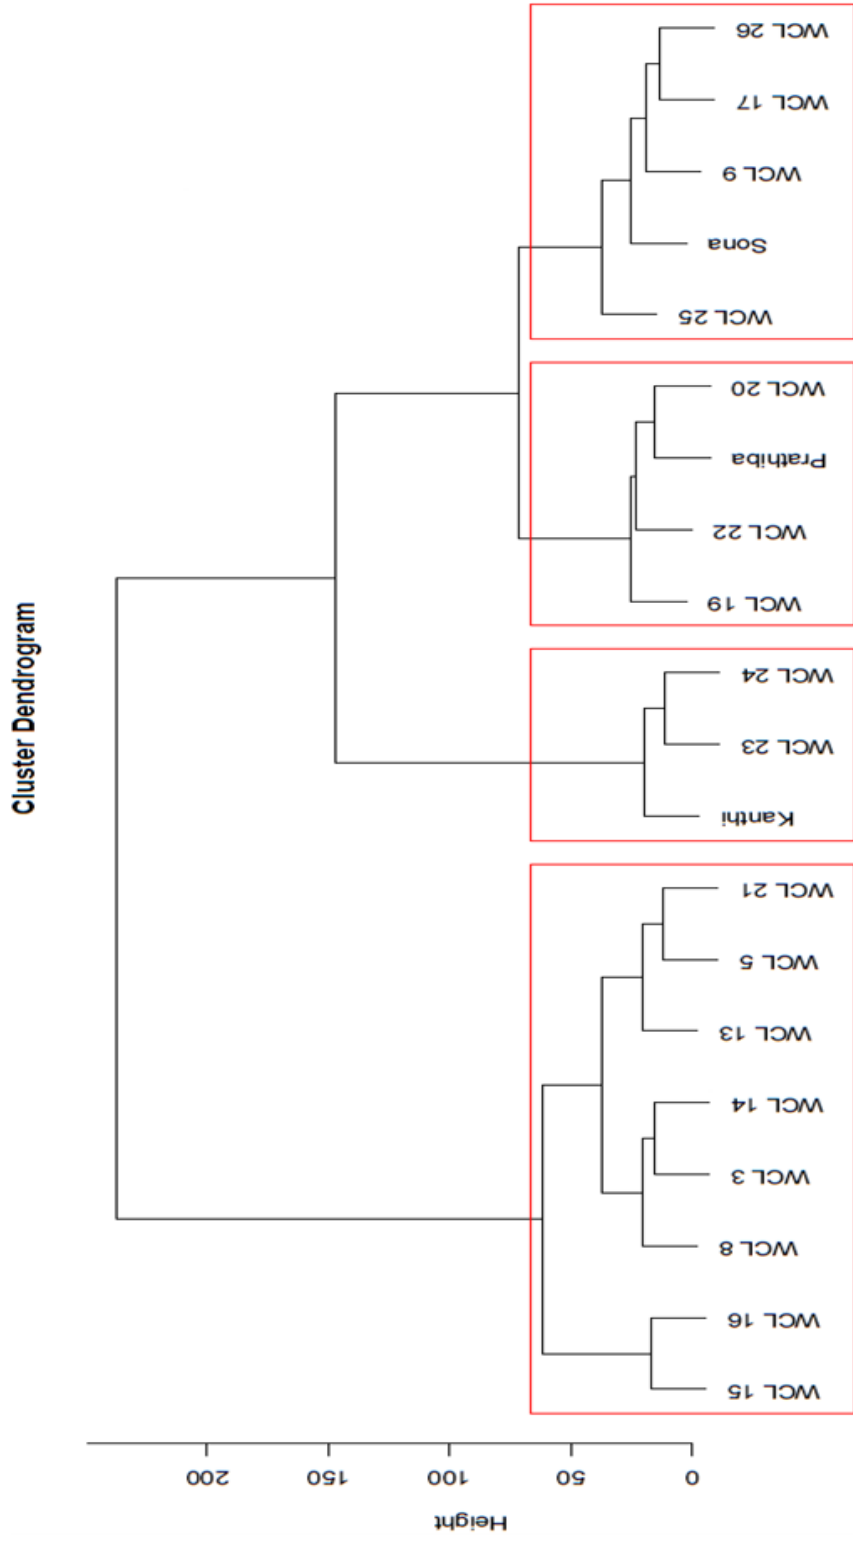 Cluster Dendrogram
WCL 26
WCL 17
WCL 9
Sona
WCL 25
WCL 20
Prathiba
WCL 22
WCL 19
WCL 24
WCL 23
Kanthi
WCL 21
WCL 5
WCL 13
WCL 14
WCL 3
WCL 8
WCL 16
WCL 15
200
150
100
50
0
Height